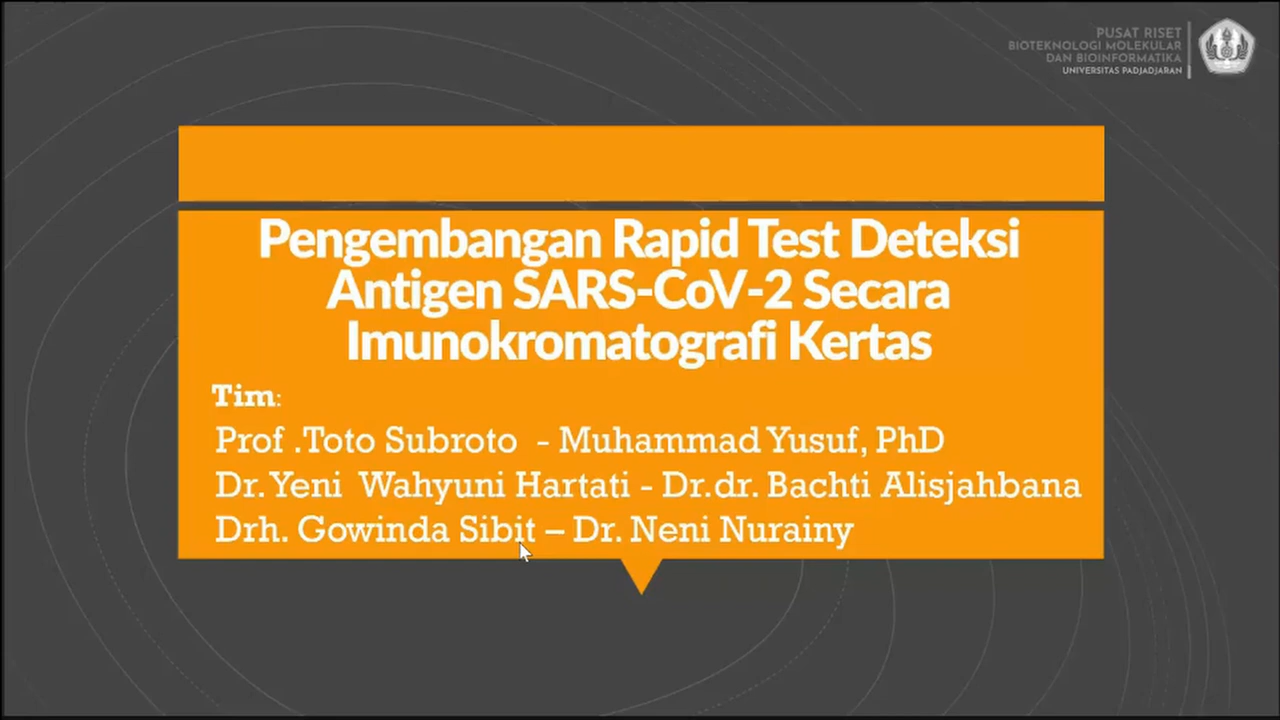 PUSAT RISET
BIOTEKNOLOGI MOLEKULAR
DAN BIOINFORMATIKA
UNIVERSITAS PADJADJARAN
Pengembangan Rapid Test Deteksi
Antigen SARS-CoV-2 Secara
Imunokromatografi Kertas
Tim:
Prof .Toto Subroto - Muhammad Yusuf, PhD
Dr. Yeni Wahyuni Hartati - Dr.dr. Bachti Alisjahbana
Drh. Gowinda Sibit – Dr. Neni Nurainy